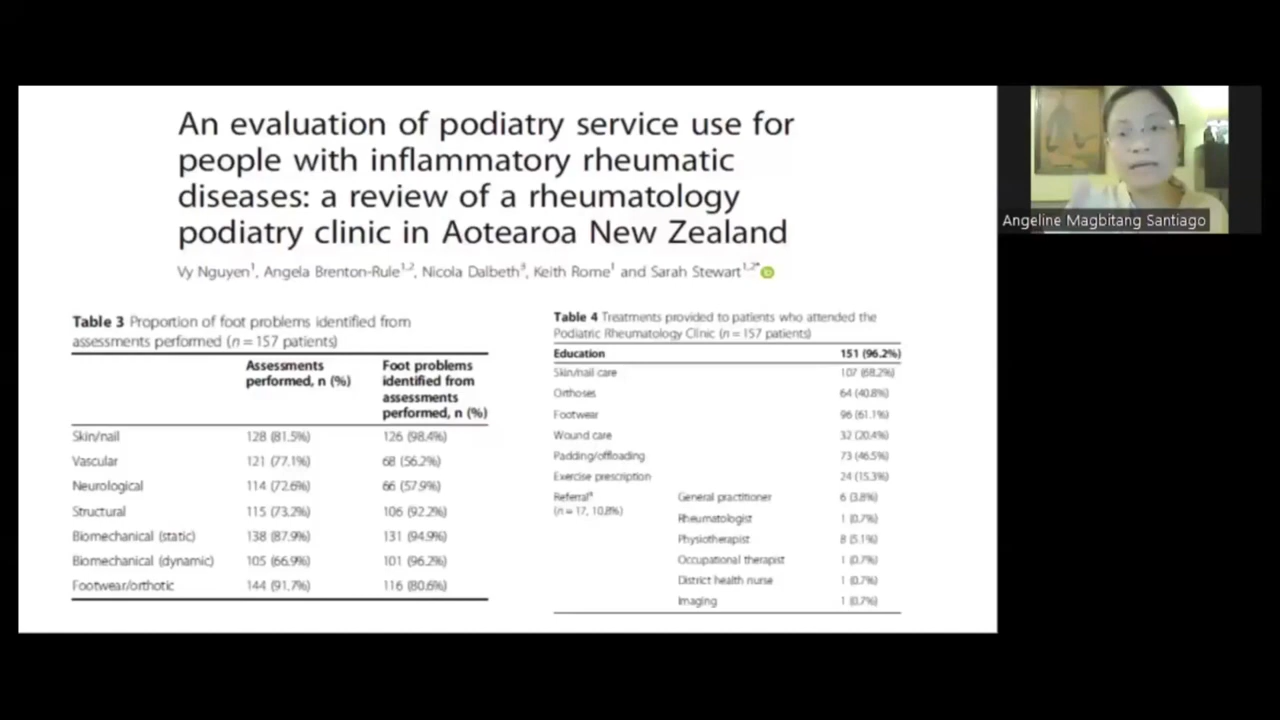 An evaluation of podiatry service use for
people with inflammatory rheumatic
diseases: a review of a rheumatology
podiatry clinic in Aotearoa New Zealand
Vy Nguyen1, Angela Brenton-Rule1,2, Nicola Dalbeth3, Keith Rome1 and Sarah Stewart1,2*
Table 3 Proportion of foot problems identified from
assessments performed (n = 157 patients)
Assessments performed, n (%) Foot problems identified from assessments performed, n (%)
Skin/nail 128 (81.5%) 126 (98.4%)
Vascular 121 (77.1%) 68 (56.2%)
Neurological 114 (72.6%) 66 (57.9%)
Structural 115 (73.2%) 106 (92.2%)
Biomechanical (static) 138 (87.9%) 131 (94.9%)
Biomechanical (dynamic) 105 (66.9%) 101 (96.2%)
Footwear/orthotic 144 (91.7%) 116 (80.6%)
Table 4 Treatments provided to patients who attended the
Podiatric Rheumatology Clinic (n = 157 patients)
Education 151 (96.2%)
Skin/nail care 107 (68.2%)
Orthoses 64 (40.8%)
Footwear 96 (61.1%)
Wound care 32 (20.4%)
Padding/offloading 73 (46.5%)
Exercise prescription 24 (15.3%)
Referrala General practitioner 6 (3.8%)
(n = 17, 10.8%)
Rheumatologist 1 (0.7%)
Physiotherapist 8 (5.1%)
Occupational therapist 1 (0.7%)
District health nurse 1 (0.7%)
Imaging 1 (0.7%)
Angeline Magbitang Santiago